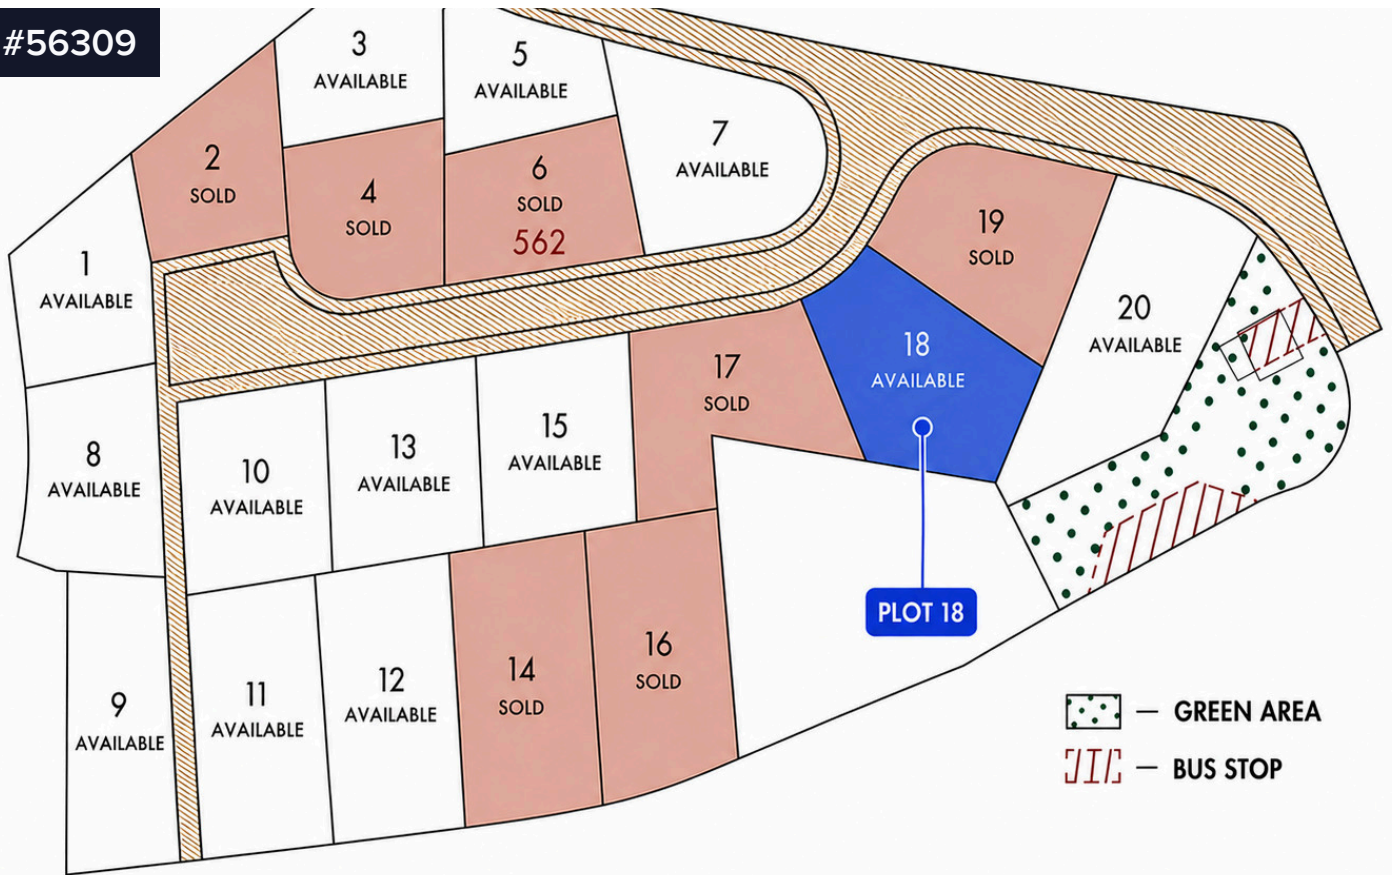 #56309
3
AVAILABLE
5
AVAILABLE
7
AVAILABLE
2
SOLD
4
SOLD
6
SOLD
562
19
SOLD
1
AVAILABLE
20
AVAILABLE
18
AVAILABLE
17
SOLD
8
AVAILABLE
10
AVAILABLE
13
AVAILABLE
15
AVAILABLE
PLOT 18
9
AVAILABLE
11
AVAILABLE
12
AVAILABLE
14
SOLD
16
SOLD
— GREEN AREA
— BUS STOP